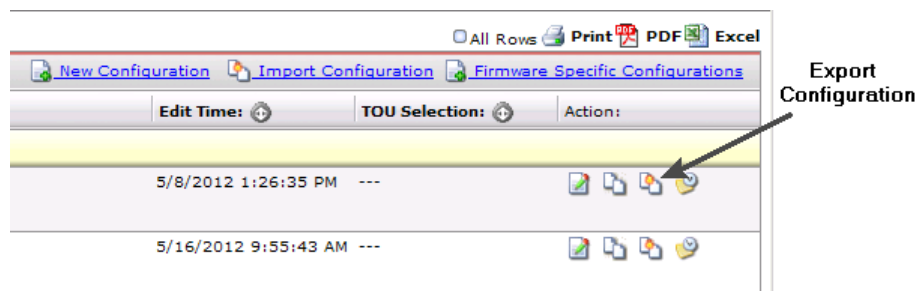 All Rows Print PDF Excel
New Configuration Import Configuration Firmware Specific Configurations
Export
Configuration
Edit Time: TOU Selection: Action:
5/8/2012 1:26:35 PM ---
5/16/2012 9:55:43 AM ---